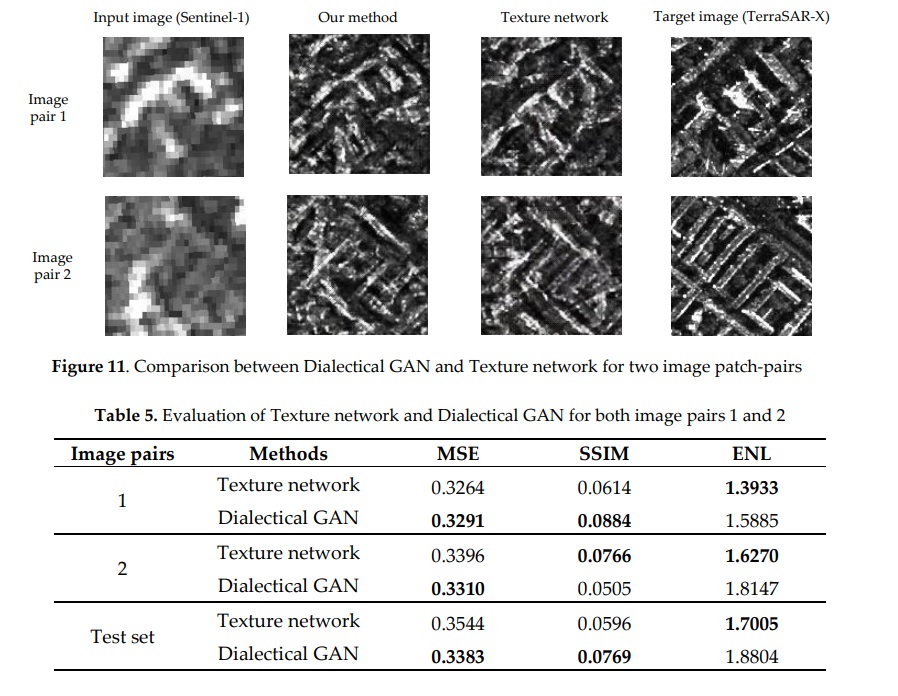 Input image (Sentinel-1) Our method Texture network Target image (TerraSAR-X)
Image
pair 1
Image
pair 2
Figure 11. Comparison between Dialectical GAN and Texture network for two image patch-pairs
Table 5. Evaluation of Texture network and Dialectical GAN for both image pairs 1 and 2
Image pairs Methods MSE SSIM ENL
1
Texture network 0.3264 0.0614 1.3933
Dialectical GAN 0.3291 0.0884 1.5885
2
Texture network 0.3396 0.0766 1.6270
Dialectical GAN 0.3310 0.0505 1.8147
Test set
Texture network 0.3544 0.0596 1.7005
Dialectical GAN 0.3383 0.0769 1.8804